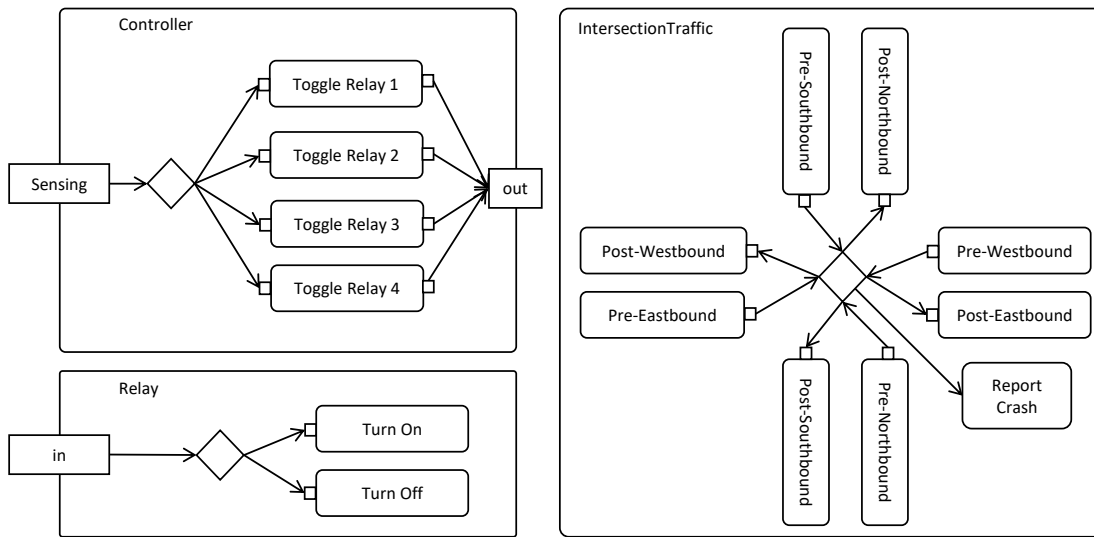 Controller
Toggle Relay 1
Toggle Relay 2
Sensing
out
Toggle Relay 3
Toggle Relay 4
Relay
Turn On
in
Turn Off
IntersectionTraffic
Pre-Southbound
Post-Northbound
Post-Westbound
Pre-Westbound
Pre-Eastbound
Post-Eastbound
Post-Southbound
Pre-Northbound
Report
Crash